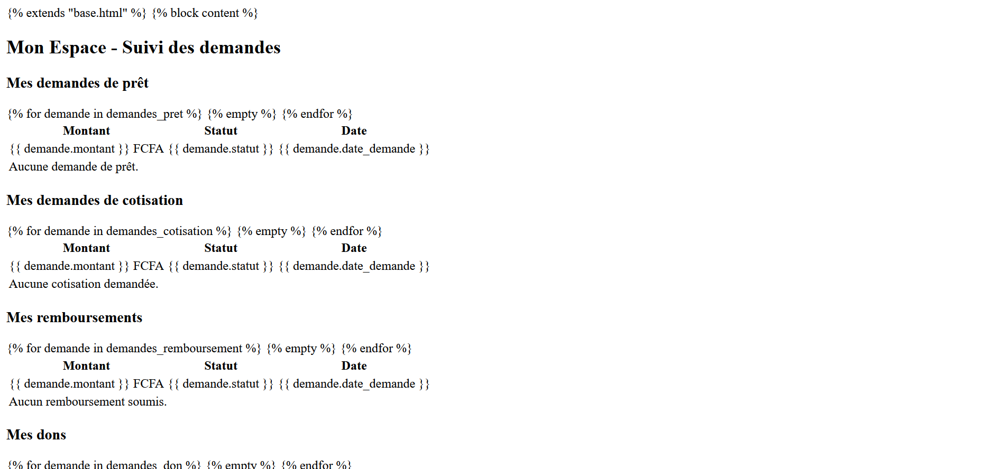 {% extends "base.html" %} {% block content %}
Mon Espace - Suivi des demandes
Mes demandes de prêt
{% for demande in demandes_pret %} {% empty %} {% endfor %}
Montant Statut Date
{{ demande.montant }} FCFA {{ demande.statut }} {{ demande.date_demande }}
Aucune demande de prêt.
Mes demandes de cotisation
{% for demande in demandes_cotisation %} {% empty %} {% endfor %}
Montant Statut Date
{{ demande.montant }} FCFA {{ demande.statut }} {{ demande.date_demande }}
Aucune cotisation demandée.
Mes remboursements
{% for demande in demandes_remboursement %} {% empty %} {% endfor %}
Montant Statut Date
{{ demande.montant }} FCFA {{ demande.statut }} {{ demande.date_demande }}
Aucun remboursement soumis.
Mes dons
{% for demande in demandes_don %} {% empty %} {% endfor %}